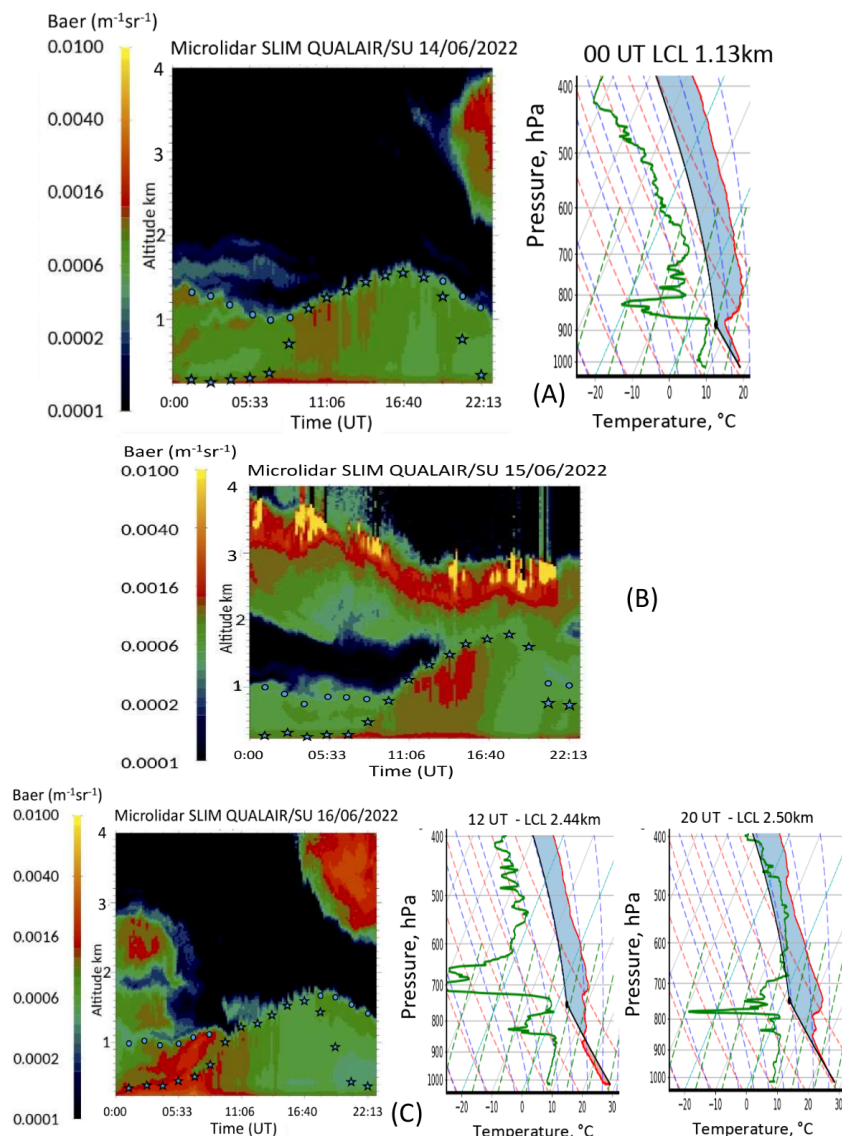 Baer (m⁻¹sr⁻¹)
Microlidar SLIM QUALAIR/SU 14/06/2022
0.0100
0.0040
0.0016
0.0006
0.0002
0.0001
Altitude km
4
3
2
1
0:00 05:33 11:06 16:40 22:13
Time (UT)
00 UT LCL 1.13km
Pressure, hPa
400
500
600
700
800
900
1000
−20 −10 0 10 20
Temperature, °C
(A)
Baer (m⁻¹sr⁻¹)
Microlidar SLIM QUALAIR/SU 15/06/2022
0.0100
0.0040
0.0016
0.0006
0.0002
0.0001
Altitude km
4
3
2
1
0:00 05:33 11:06 16:40 22:13
Time (UT)
(B)
Baer (m⁻¹sr⁻¹)
Microlidar SLIM QUALAIR/SU 16/06/2022
0.0100
0.0040
0.0016
0.0006
0.0002
0.0001
Altitude km
4
3
2
1
0:00 05:33 11:06 16:40 22:13
Time (UT)
(C)
12 UT - LCL 2.44km
Pressure, hPa
400
500
600
700
800
900
1000
−20 −10 0 10 20 30
Temperature, °C
20 UT - LCL 2.50km
Pressure, hPa
400
500
600
700
800
900
1000
−20 −10 0 10 20 30
Temperature, °C